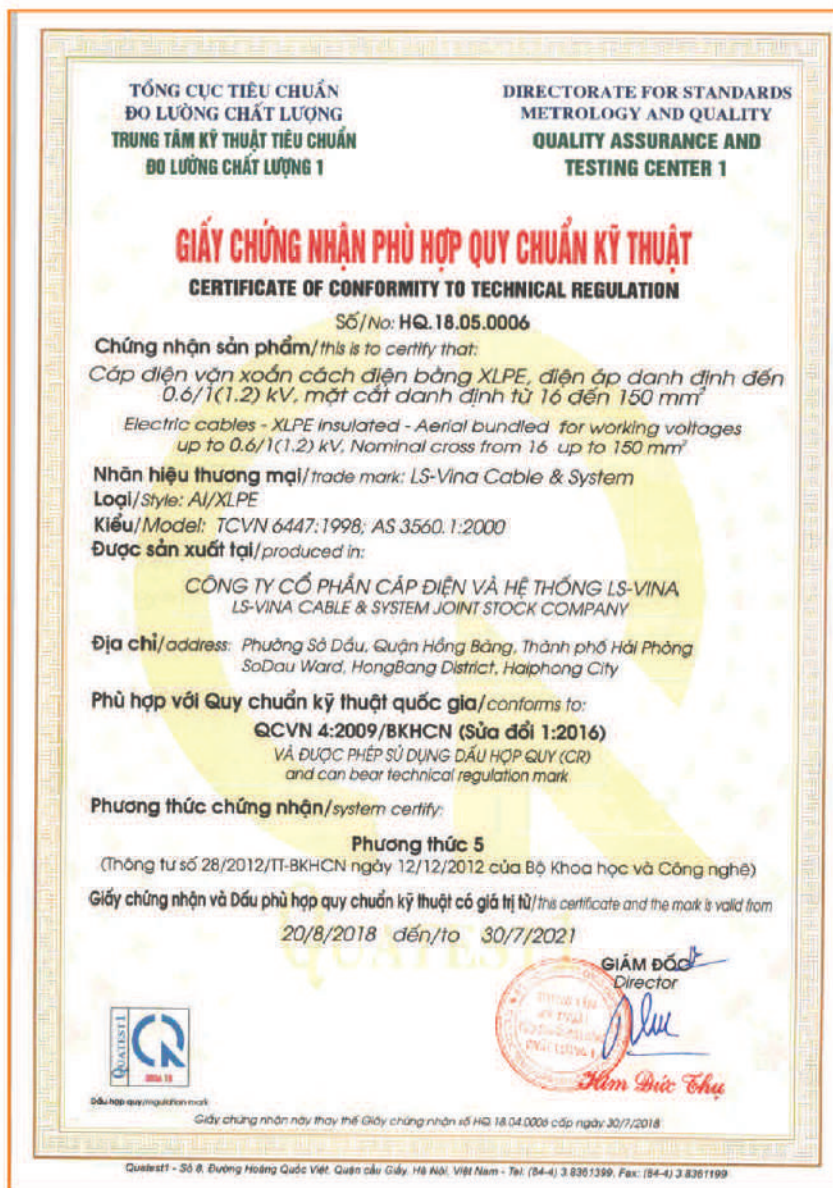 TỔNG CỤC TIÊU CHUẨN
ĐO LƯỜNG CHẤT LƯỢNG
TRUNG TÂM KỸ THUẬT TIÊU CHUẨN
ĐO LƯỜNG CHẤT LƯỢNG 1
DIRECTORATE FOR STANDARDS
METROLOGY AND QUALITY
QUALITY ASSURANCE AND
TESTING CENTER 1
GIẤY CHỨNG NHẬN PHÙ HỢP QUY CHUẨN KỸ THUẬT
CERTIFICATE OF CONFORMITY TO TECHNICAL REGULATION
Số/No: HQ.18.05.0006
Chứng nhận sản phẩm/this is to certify that:
Cáp điện vặn xoắn cách điện bằng XLPE, điện áp danh định đến
0.6/1(1.2) kV, mặt cắt danh định từ 16 đến 150 mm²
Electric cables - XLPE insulated - Aerial bundled for working voltages
up to 0.6/1(1.2) kV, Nominal cross from 16 up to 150 mm²
Nhãn hiệu thương mại/trade mark: LS-Vina Cable & System
Loại/Style: Al/XLPE
Kiểu/Model: TCVN 6447:1998; AS 3560.1:2000
Được sản xuất tại/produced in:
CÔNG TY CỔ PHẦN CÁP ĐIỆN VÀ HỆ THỐNG LS-VINA
LS-VINA CABLE & SYSTEM JOINT STOCK COMPANY
Địa chỉ/address: Phường Sở Dầu, Quận Hồng Bàng, Thành phố Hải Phòng
SoDau Ward, HongBang District, Haiphong City
Phù hợp với Quy chuẩn kỹ thuật quốc gia/conforms to:
QCVN 4:2009/BKHCN (Sửa đổi 1:2016)
VÀ ĐƯỢC PHÉP SỬ DỤNG DẤU HỢP QUY (CR)
and can bear technical regulation mark
Phương thức chứng nhận/system certify:
Phương thức 5
(Thông tư số 28/2012/TT-BKHCN ngày 12/12/2012 của Bộ Khoa học và Công nghệ)
Giấy chứng nhận và Dấu phù hợp quy chuẩn kỹ thuật có giá trị từ/this certificate and the mark is valid from
20/8/2018 đến/to 30/7/2021
QUATEST1
GIÁM ĐỐC
Director
QUATEST1
Dấu hợp quy/regulation mark
Giấy chứng nhận này thay thế Giấy chứng nhận số HQ 18.04.0006 cấp ngày 30/7/2018
Quatest1 - Số 8, Đường Hoàng Quốc Việt, Quận cầu Giấy, Hà Nội, Việt Nam - Tel: (84-4) 3.8361399, Fax: (84-4) 3.8361199